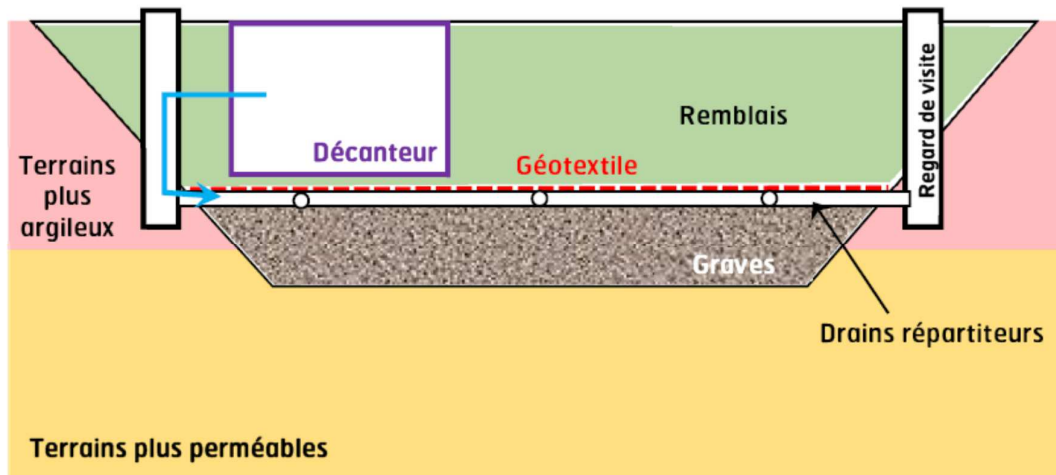 Remblais
Regard de visite
Décanteur
Géotextile
Terrains
plus
argileux
Graves
Drains répartiteurs
Terrains plus perméables